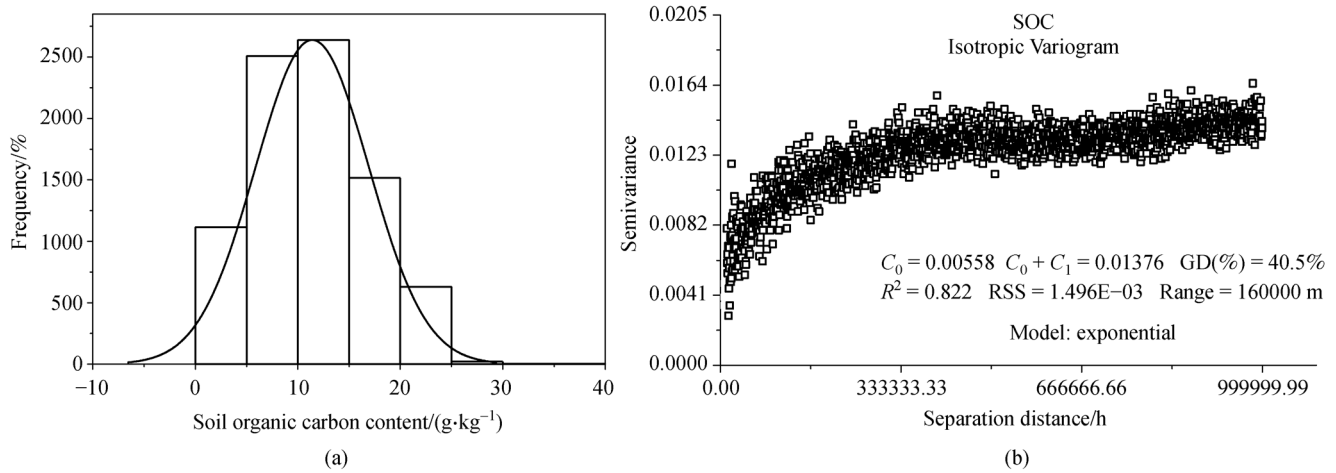 2500
2000
1500
1000
500
0
Frequency/%
−10
0
10
20
30
40
Soil organic carbon content/(g·kg⁻¹)
(a)
0.0205
0.0164
0.0123
0.0082
0.0041
0.0000
Semivariance
SOC
Isotropic Variogram
C₀ = 0.00558 C₀ + C₁ = 0.01376 GD(%) = 40.5%
R² = 0.822 RSS = 1.496E−03 Range = 160000 m
Model: exponential
0.00
333333.33
666666.66
999999.99
Separation distance/h
(b)